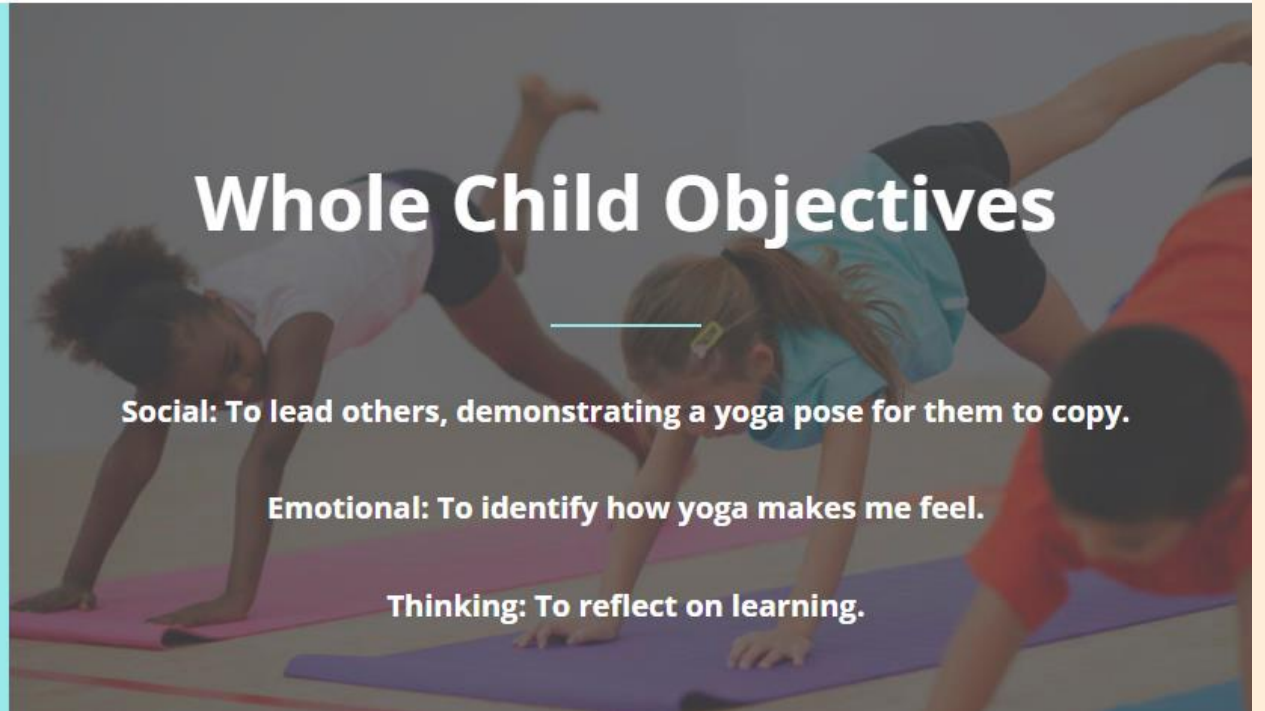 Whole Child Objectives
Social: To lead others, demonstrating a yoga pose for them to copy.
Emotional: To identify how yoga makes me feel.
Thinking: To reflect on learning.